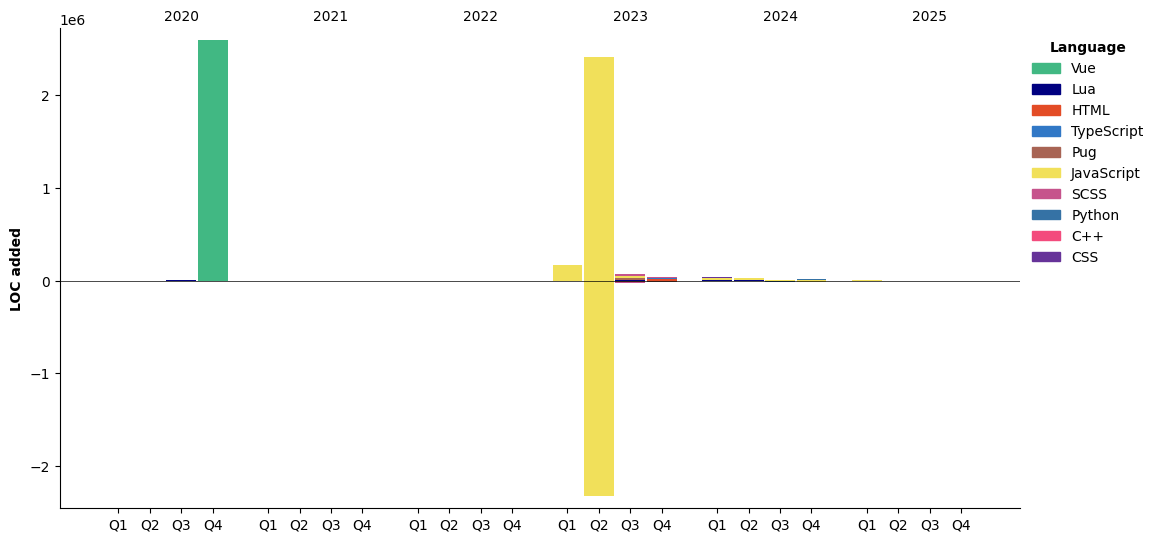 1e6
2020 2021 2022 2023 2024 2025
LOC added
2
1
0
−1
−2
Q1 Q2 Q3 Q4 Q1 Q2 Q3 Q4 Q1 Q2 Q3 Q4 Q1 Q2 Q3 Q4 Q1 Q2 Q3 Q4 Q1 Q2 Q3 Q4
Language
Vue
Lua
HTML
TypeScript
Pug
JavaScript
SCSS
Python
C++
CSS